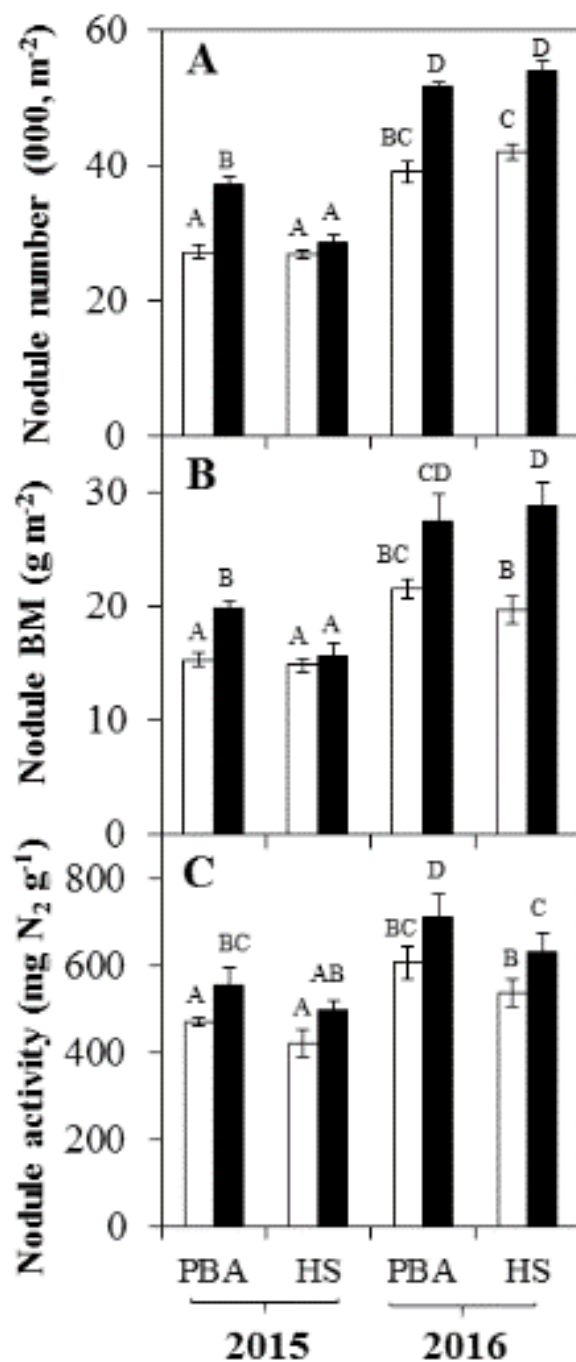 Nodule number (000, m-2)
A
60
40
20
0
A
B
A
A
BC
D
C
D
Nodule BM (g m-2)
B
30
20
10
0
A
B
A
A
BC
CD
B
D
Nodule activity (mg N2 g-1)
C
800
600
400
200
0
A
BC
A
AB
BC
D
B
C
PBA HS PBA HS
2015 2016